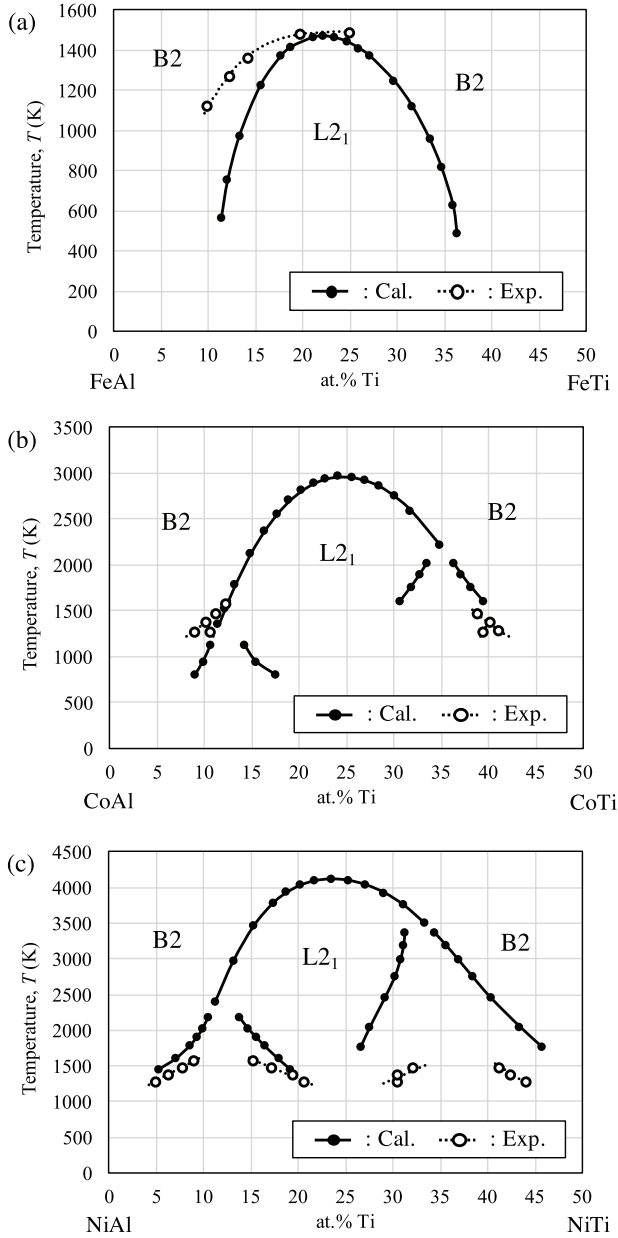 (a)
1600
1400
1200
1000
800
600
400
200
0
Temperature, T (K)
B2
B2
L2₁
: Cal. : Exp.
0 5 10 15 20 25 30 35 40 45 50
FeAl at.% Ti FeTi
(b)
3500
3000
2500
2000
1500
1000
500
0
Temperature, T (K)
B2
B2
L2₁
: Cal. : Exp.
0 5 10 15 20 25 30 35 40 45 50
CoAl at.% Ti CoTi
(c)
4500
4000
3500
3000
2500
2000
1500
1000
500
0
Temperature, T (K)
B2
B2
L2₁
: Cal. : Exp.
0 5 10 15 20 25 30 35 40 45 50
NiAl at.% Ti NiTi